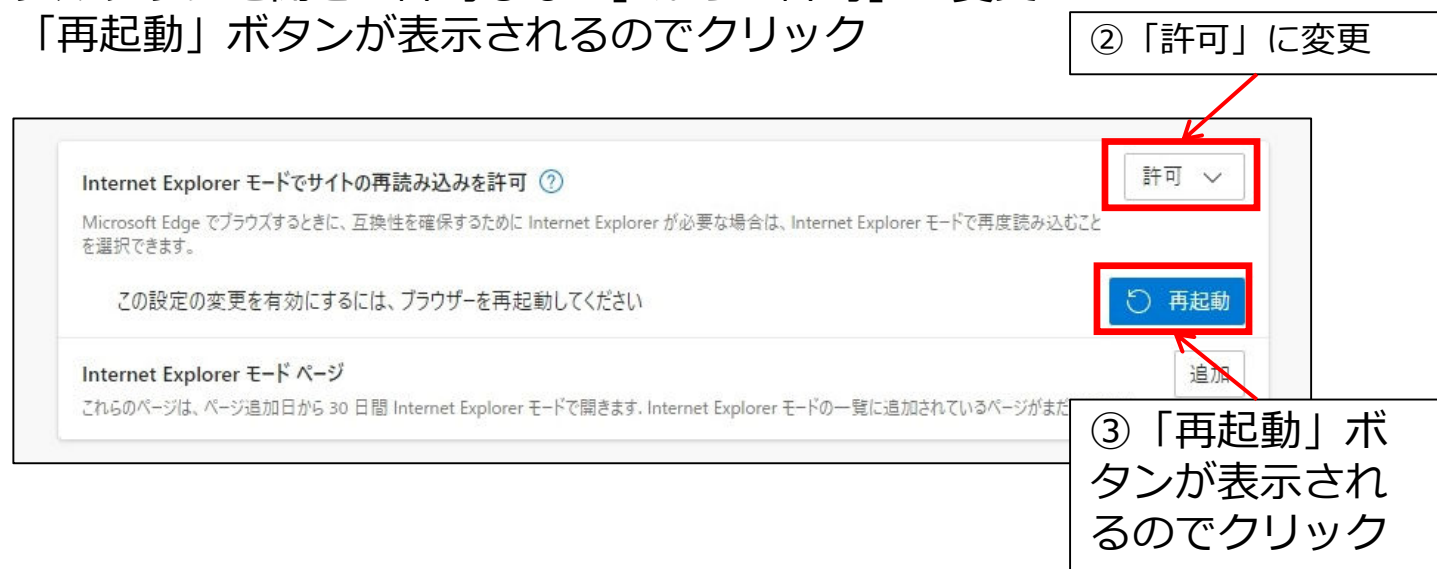 「再起動」ボタンが表示されるのでクリック
②「許可」に変更
Internet Explorer モードでサイトの再読み込みを許可 ?
許可
Microsoft Edge でブラウズするときに、互換性を確保するために Internet Explorer が必要な場合は、Internet Explorer モードで再度読み込むこと
を選択できます。
この設定の変更を有効にするには、ブラウザーを再起動してください
再起動
Internet Explorer モード ページ
追加
これらのページは、ページ追加日から 30 日間 Internet Explorer モードで開きます. Internet Explorer モードの一覧に追加されているページがまだ
③「再起動」ボ
タンが表示され
るのでクリック